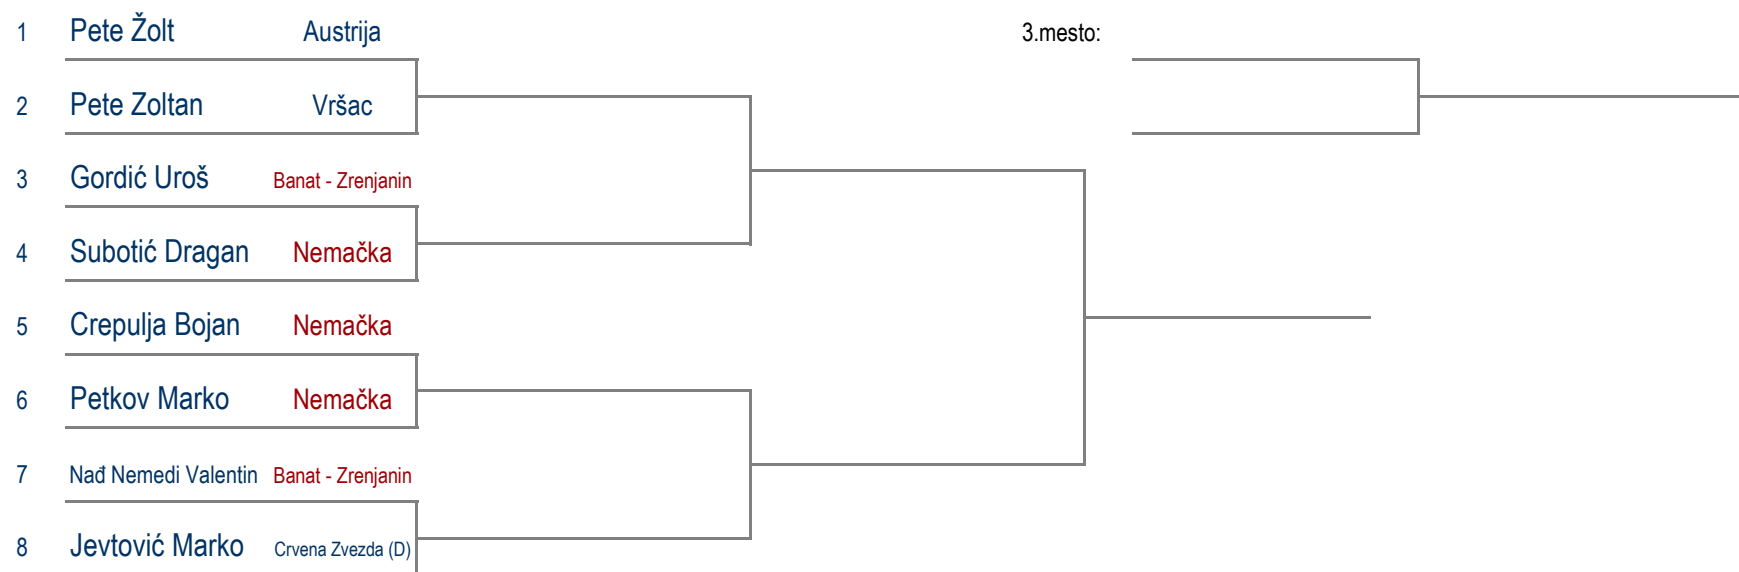 1 Pete Žolt Austrija 3.mesto:
2 Pete Zoltan Vršac
3 Gordić Uroš Banat - Zrenjanin
4 Subotić Dragan Nemačka
5 Crepulja Bojan Nemačka
6 Petkov Marko Nemačka
7 Nađ Nemedi Valentin Banat - Zrenjanin
8 Jevtović Marko Crvena Zvezda (D)